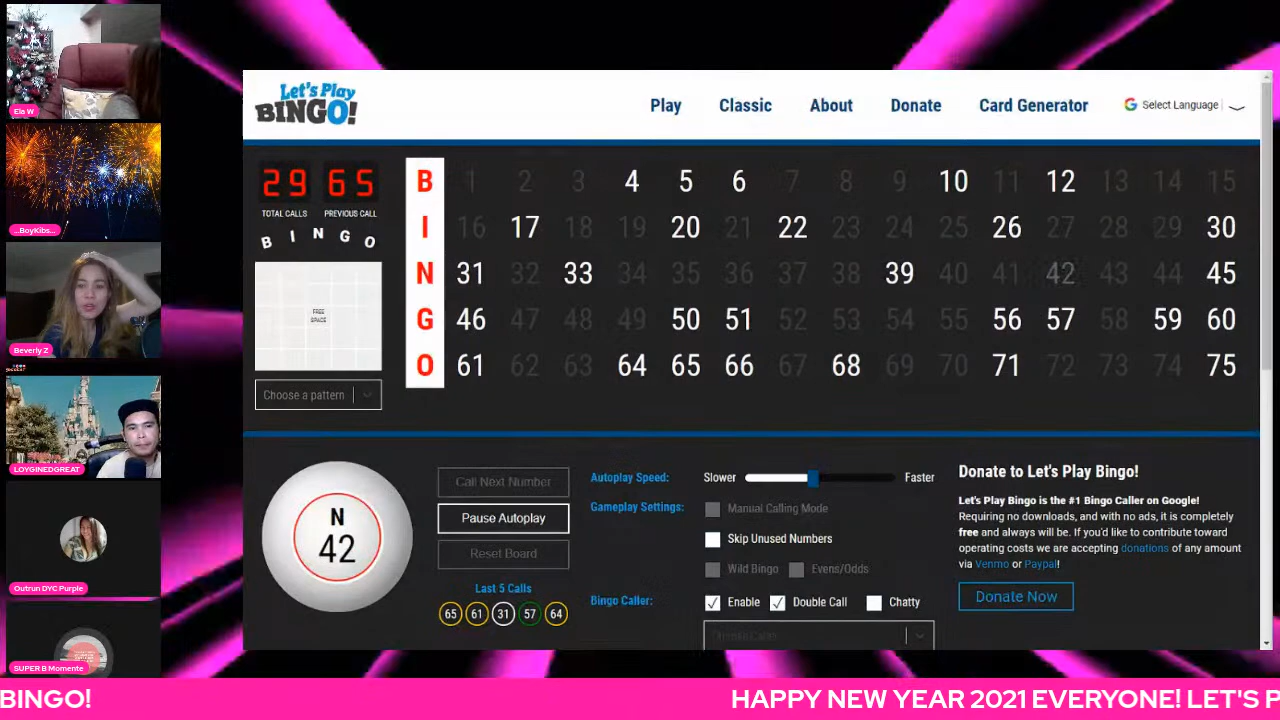 Ela W
...BoyKibs...
Beverly Z
LOYGINEDGREAT
Outrun DYC Purple
SUPER B Momente
Let's Play
BINGO!
Play Classic About Donate Card Generator Select Language
29 65
TOTAL CALLS PREVIOUS CALL
B I N G O
FREE
SPACE
Choose a pattern
B 1 2 3 4 5 6 7 8 9 10 11 12 13 14 15
I 16 17 18 19 20 21 22 23 24 25 26 27 28 29 30
N 31 32 33 34 35 36 37 38 39 40 41 42 43 44 45
G 46 47 48 49 50 51 52 53 54 55 56 57 58 59 60
O 61 62 63 64 65 66 67 68 69 70 71 72 73 74 75
N
42
Call Next Number
Pause Autoplay
Reset Board
Last 5 Calls
65 61 31 57 64
Autoplay Speed: Slower Faster
Gameplay Settings: Manual Calling Mode
Skip Unused Numbers
Wild Bingo Evens/Odds
Bingo Caller: Enable Double Call Chatty
Donate to Let's Play Bingo!
Let's Play Bingo is the #1 Bingo Caller on Google!
Requiring no downloads, and with no ads, it is completely
free and always will be. If you'd like to contribute toward
operating costs we are accepting donations of any amount
via Venmo or Paypal!
Donate Now
BINGO! HAPPY NEW YEAR 2021 EVERYONE! LET'S P